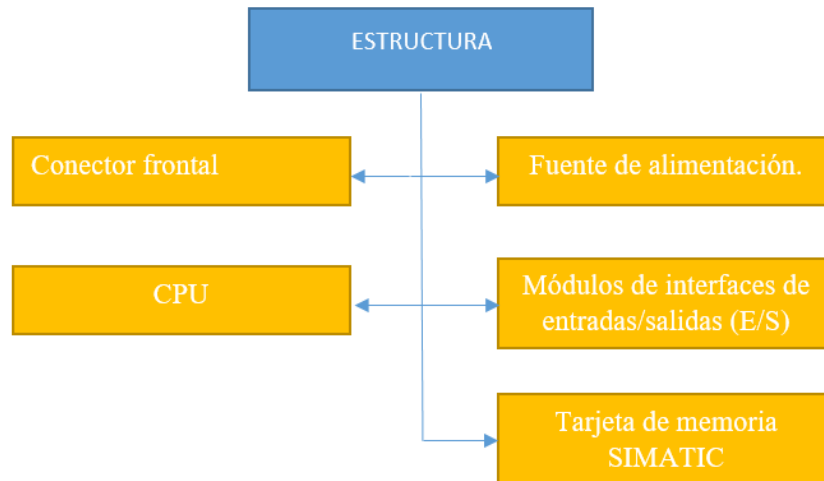 ESTRUCTURA
Conector frontal
Fuente de alimentación.
CPU
Módulos de interfaces de
entradas/salidas (E/S)
Tarjeta de memoria
SIMATIC